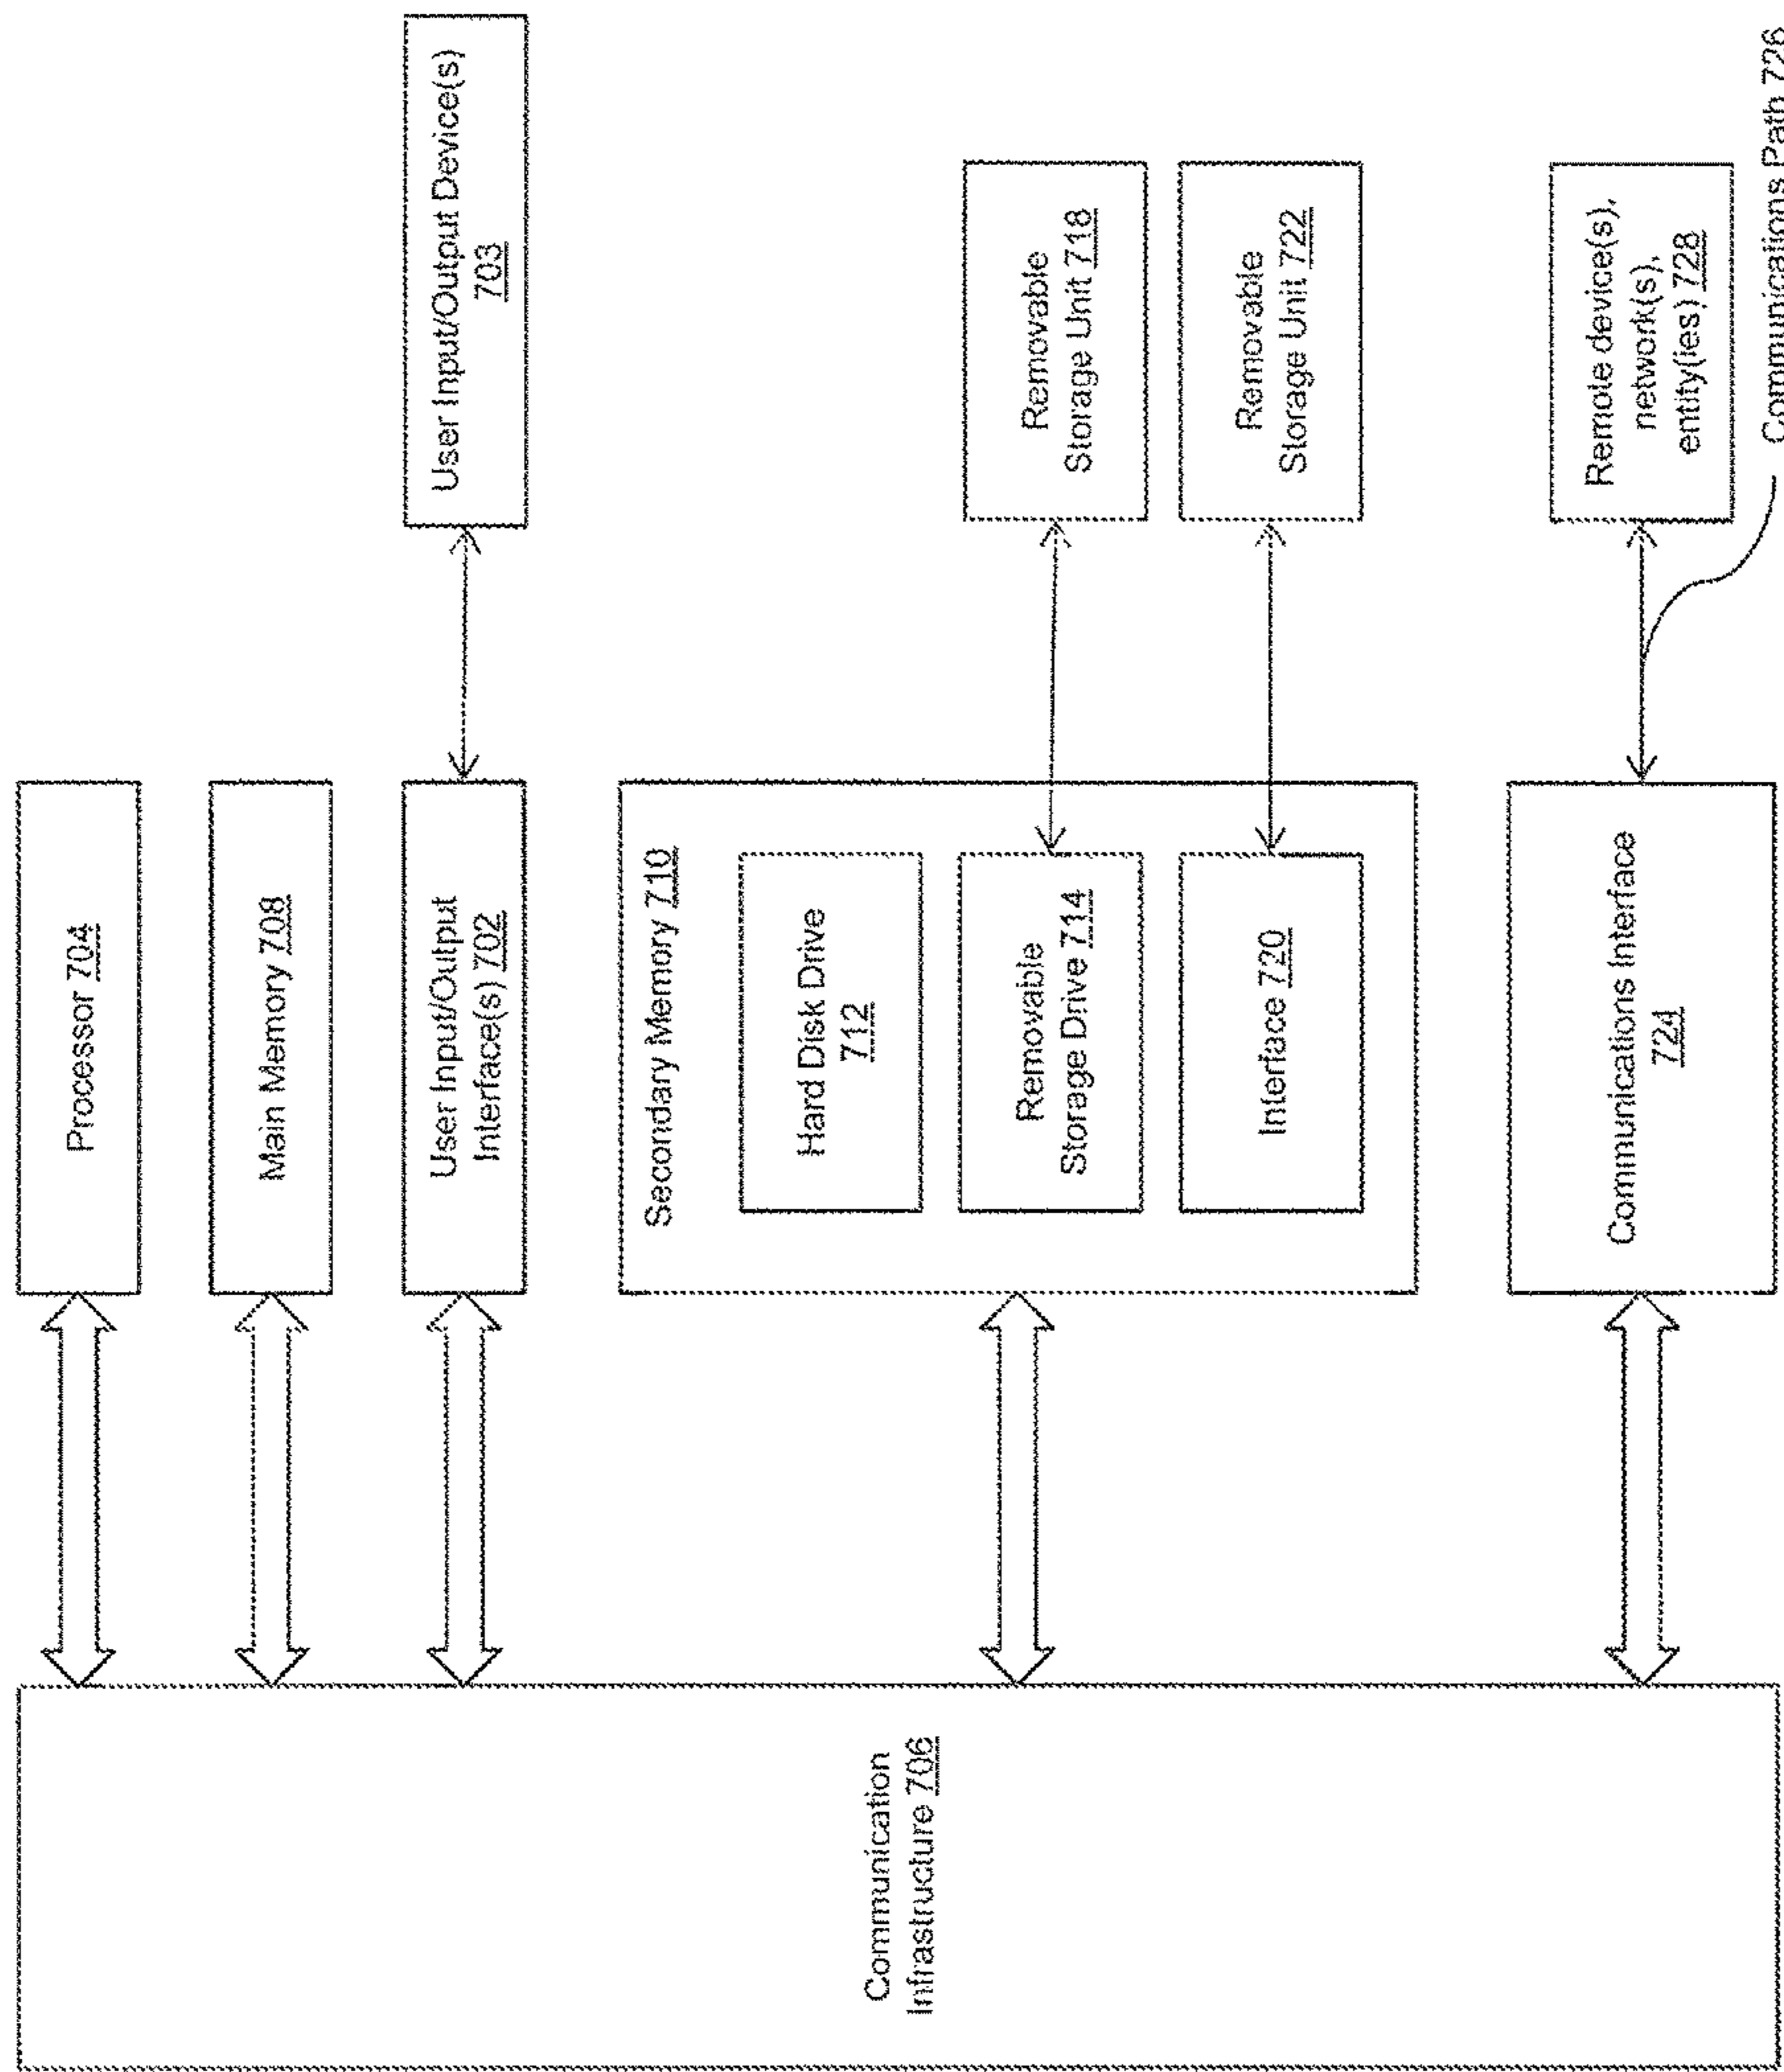 Processor 704
Main Memory 708
User Input/Output
Interface(s) 702
User Input/Output Device(s)
703
Secondary Memory 710
Hard Disk Drive
712
Removable
Storage Drive 714
Removable
Storage Unit 718
Interface 720
Removable
Storage Unit 722
Communications Interface
724
Remote device(s),
network(s),
entity(ies) 728
Communications Path 726
Communication
Infrastructure 706